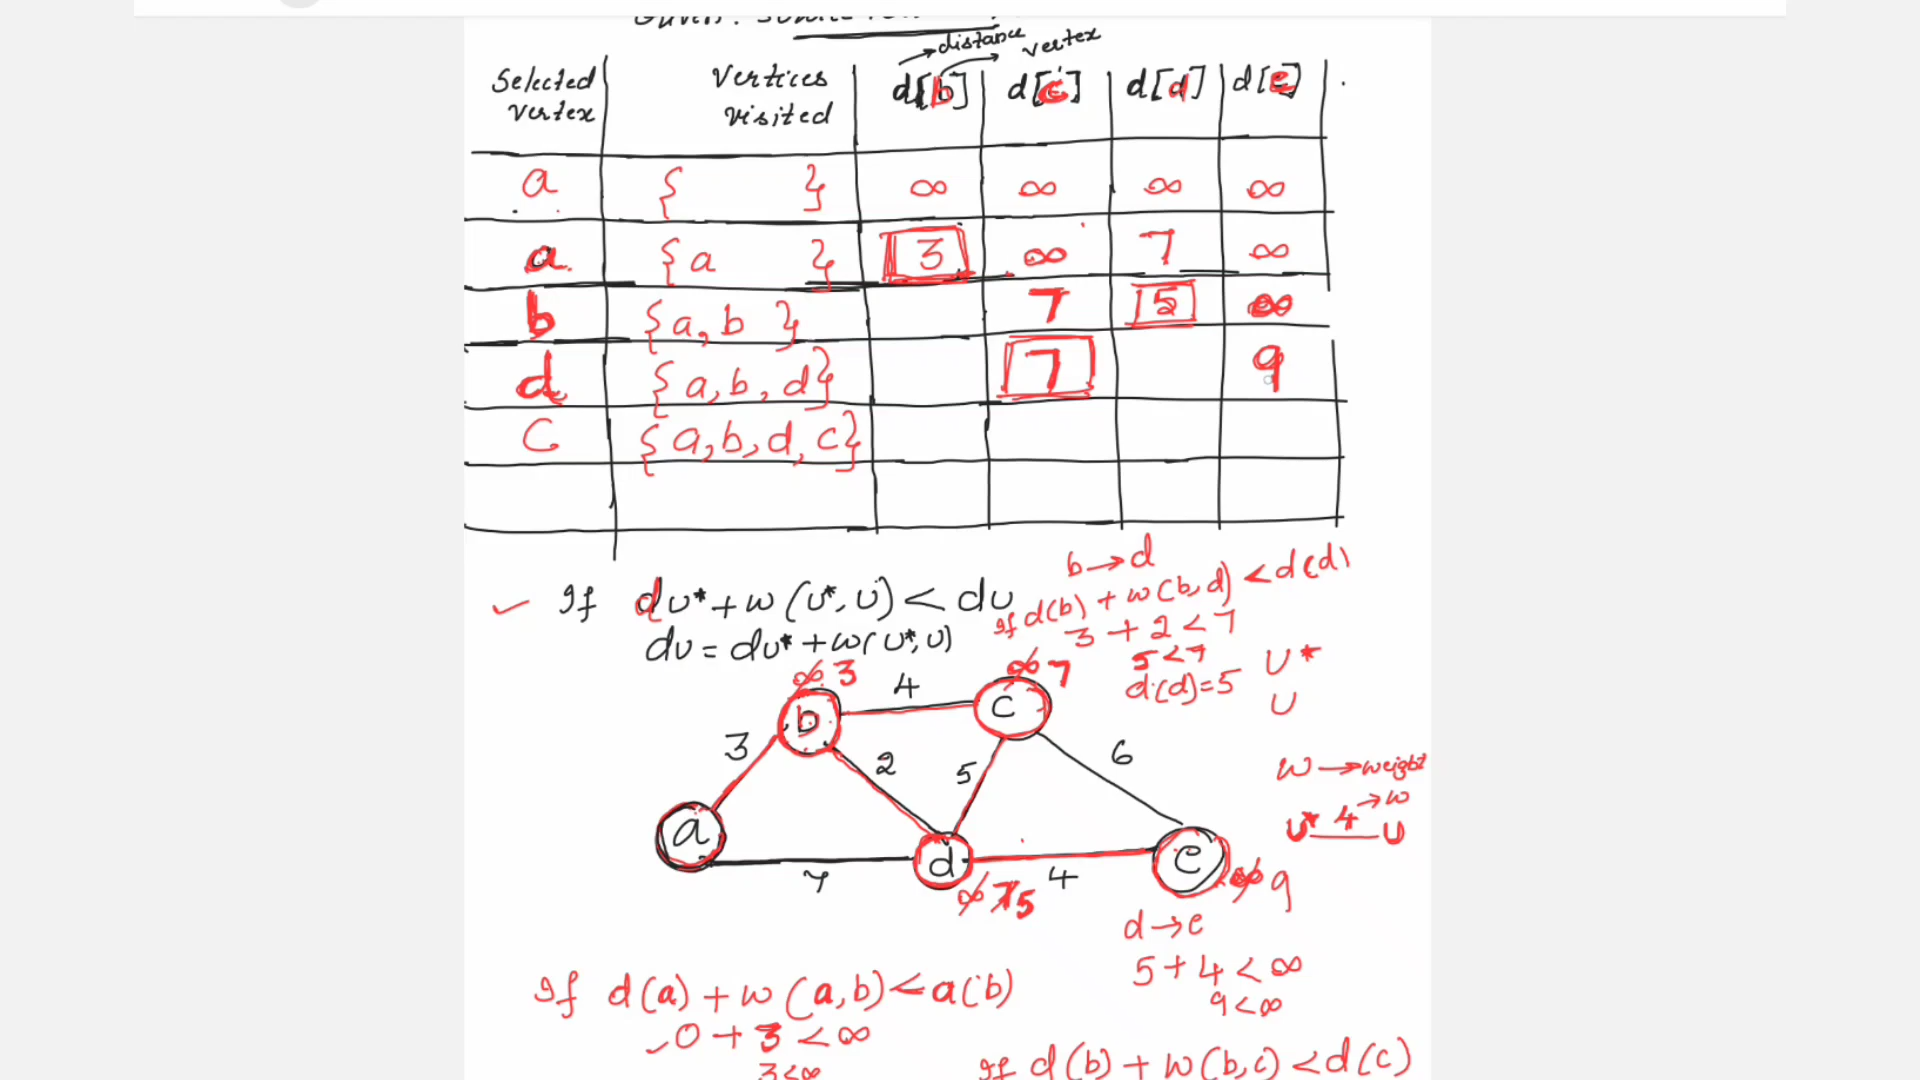 distance
vertex
Selected vertex | Vertices visited | d[b] | d[c] | d[d] | d[e]
a | { } | ∞ | ∞ | ∞ | ∞
a | {a } | 3 | ∞ | 7 | ∞
b | {a,b } | | 7 | 5 | ∞
d | {a,b,d} | | 7 | | 9
C | {a,b,d,c}
If du*+w(u*,u)<du
du=du*+w(u*,u)
b→d
If d(b)+w(b,d)<d(d)
3+2<7
5<7
d(d)=5
U*
U
∞ 3
4
∞ 7
b
c
3
2
5
6
w→weight
→w
u* 4 u
a
d
e
7
∞ 7 5
4
∞ 9
d→e
5+4<∞
9<∞
If d(a)+w(a,b)<a(b)
0+3<∞
3<∞
If d(b)+w(b,c)<d(c)